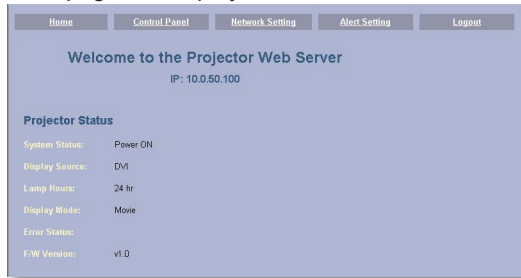 Home Control Panel Network Setting Alert Setting Logout
Welcome to the Projector Web Server
IP: 10.0.50.100
Projector Status
System Status: Power ON
Display Source: DVI
Lamp Hours: 24 hr
Display Mode: Movie
Error Status:
F/W Version: v1.0